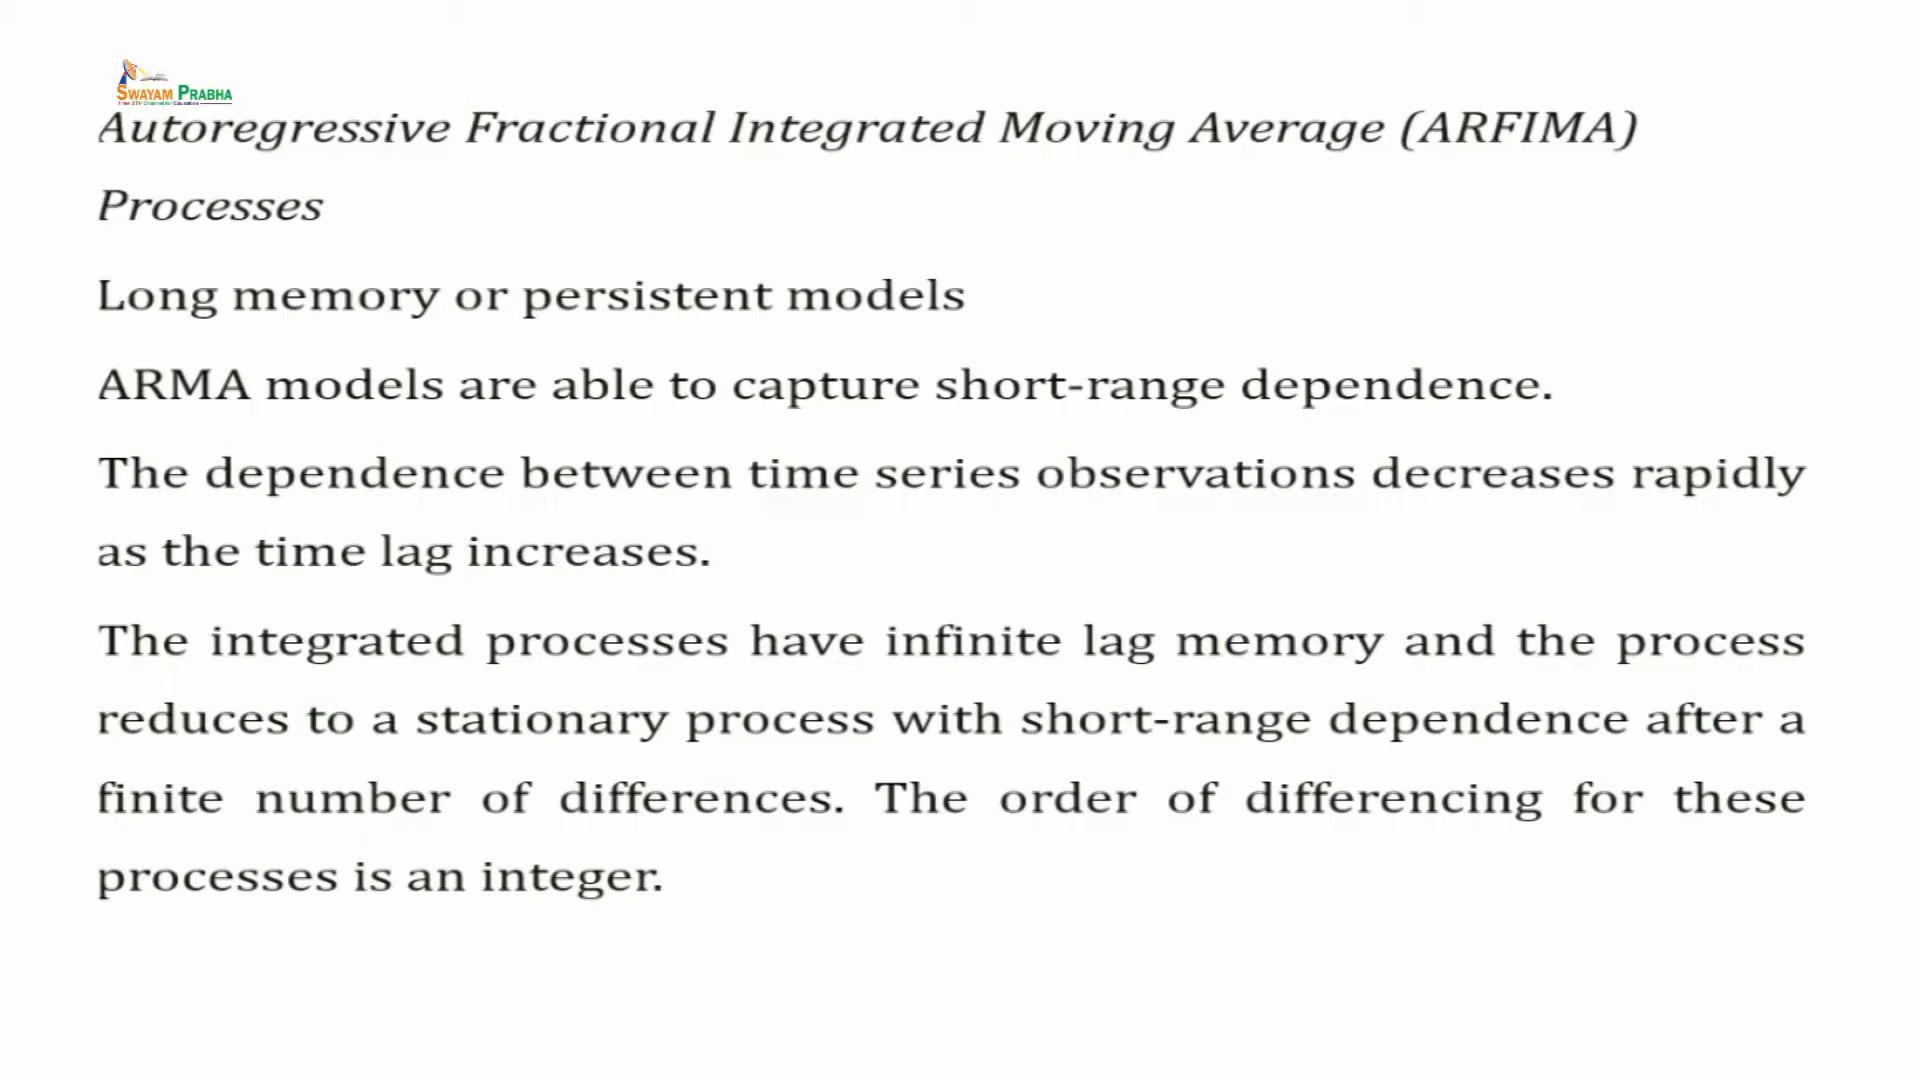 SWAYAM PRABHA
Autoregressive Fractional Integrated Moving Average (ARFIMA)
Processes
Long memory or persistent models
ARMA models are able to capture short-range dependence.
The dependence between time series observations decreases rapidly
as the time lag increases.
The integrated processes have infinite lag memory and the process
reduces to a stationary process with short-range dependence after a
finite number of differences. The order of differencing for these
processes is an integer.